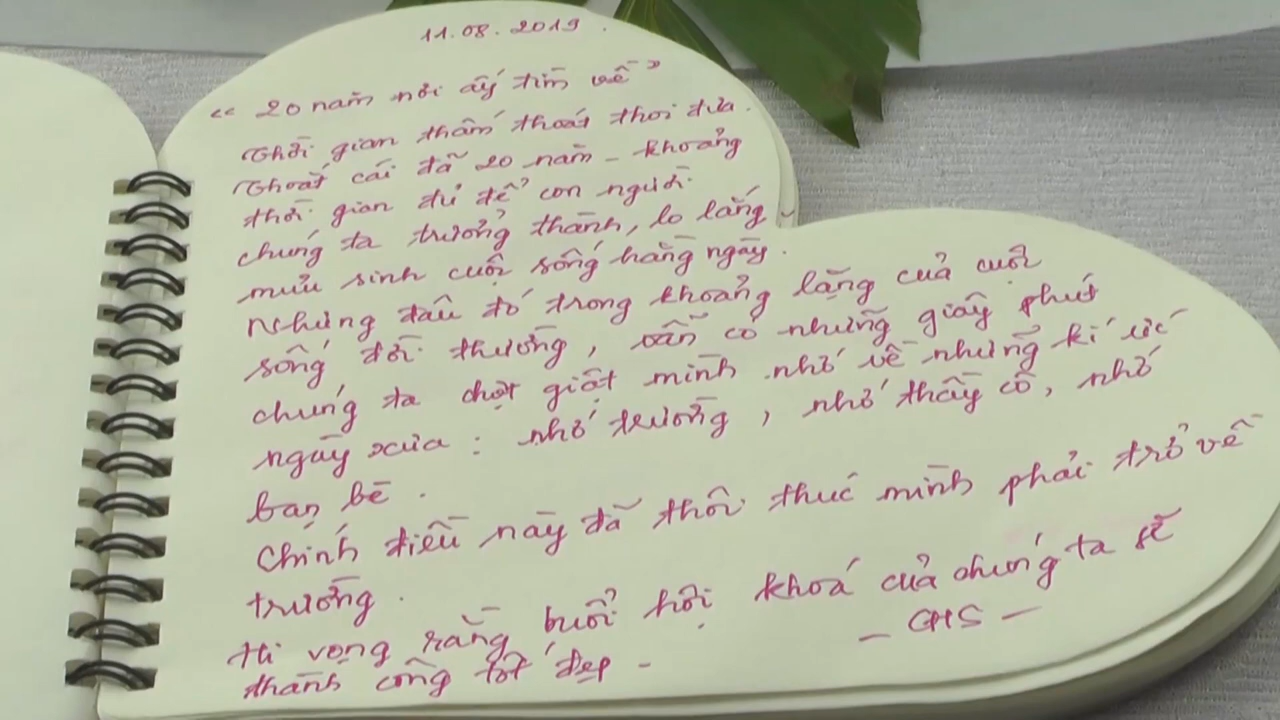 11.08.2019.
"20 năm nơi ấy tìm về"
Thời gian thấm thoát thoi đưa.
Thoát cái đã 20 năm - khoảng
thời gian đủ để con người
chúng ta trưởng thành, lo lắng
mưu sinh cuộc sống hằng ngày.
Nhưng đâu đó trong khoảng lặng của cuộc
sống đời thường, vẫn có những giây phút
chúng ta chợt giật mình nhớ về những kí ức
ngày xưa: nhớ trường, nhớ thầy cô, nhớ
bạn bè.
Chính điều này đã thôi thúc mình phải trở về
trường.
Hi vọng rằng buổi hội khoá của chúng ta sẽ
thành công tốt đẹp -
- CHS -